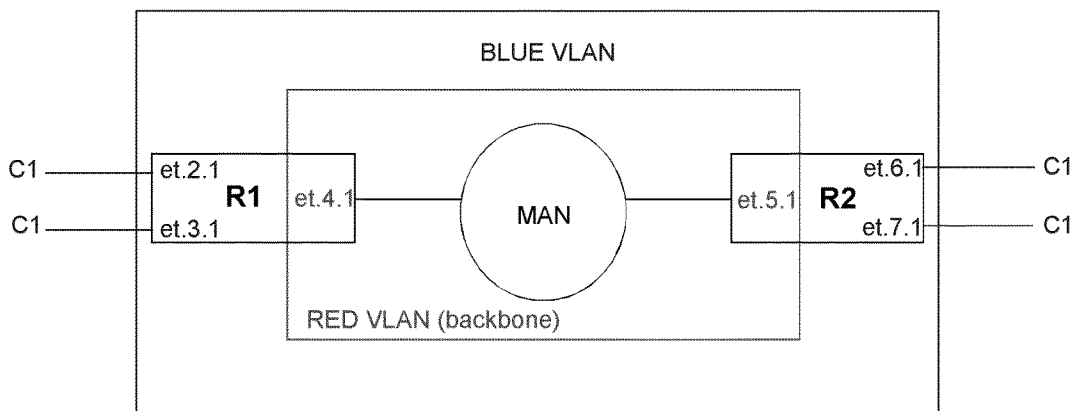 BLUE VLAN
C1
et.2.1
R1
et.4.1
C1
et.3.1
MAN
et.5.1
R2
et.6.1
C1
et.7.1
C1
RED VLAN (backbone)